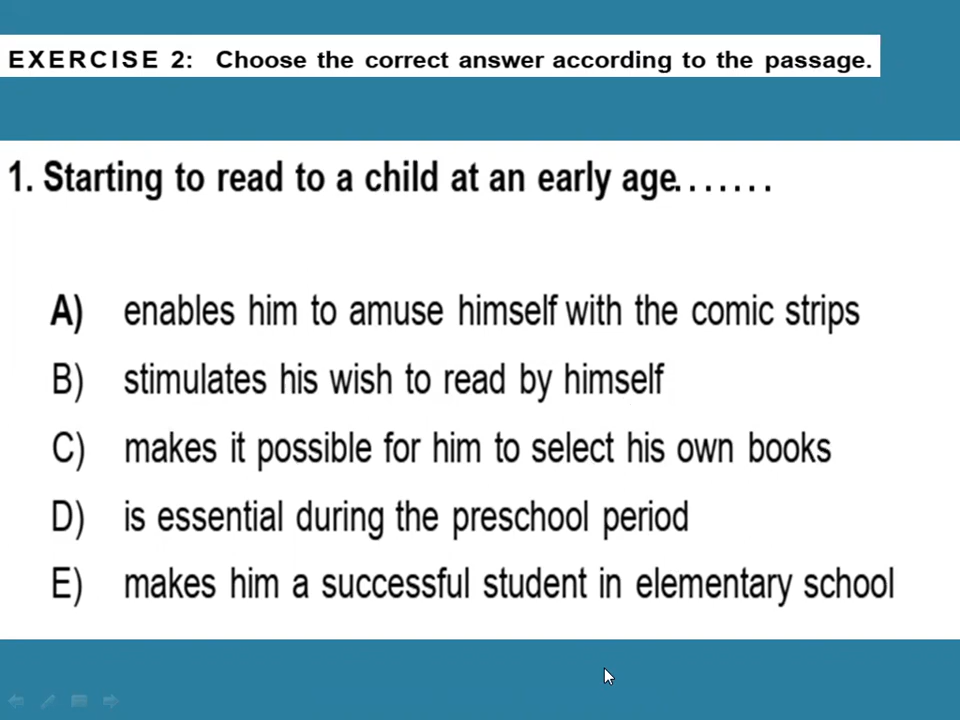 EXERCISE 2: Choose the correct answer according to the passage.
1. Starting to read to a child at an early age.......
A) enables him to amuse himself with the comic strips
B) stimulates his wish to read by himself
C) makes it possible for him to select his own books
D) is essential during the preschool period
E) makes him a successful student in elementary school